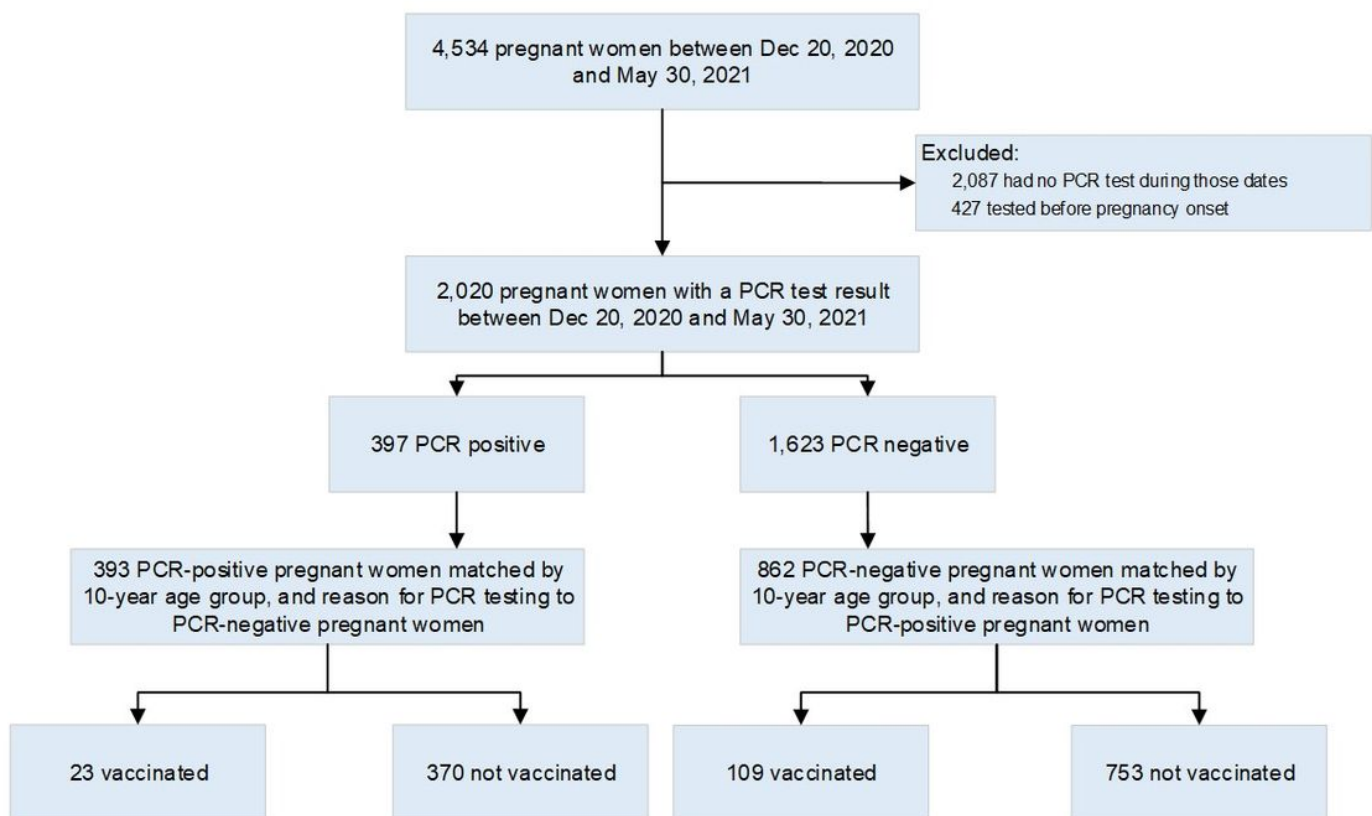 4,534 pregnant women between Dec 20, 2020
and May 30, 2021
Excluded:
2,087 had no PCR test during those dates
427 tested before pregnancy onset
2,020 pregnant women with a PCR test result
between Dec 20, 2020 and May 30, 2021
397 PCR positive
1,623 PCR negative
393 PCR-positive pregnant women matched by
10-year age group, and reason for PCR testing to
PCR-negative pregnant women
862 PCR-negative pregnant women matched by
10-year age group, and reason for PCR testing to
PCR-positive pregnant women
23 vaccinated
370 not vaccinated
109 vaccinated
753 not vaccinated